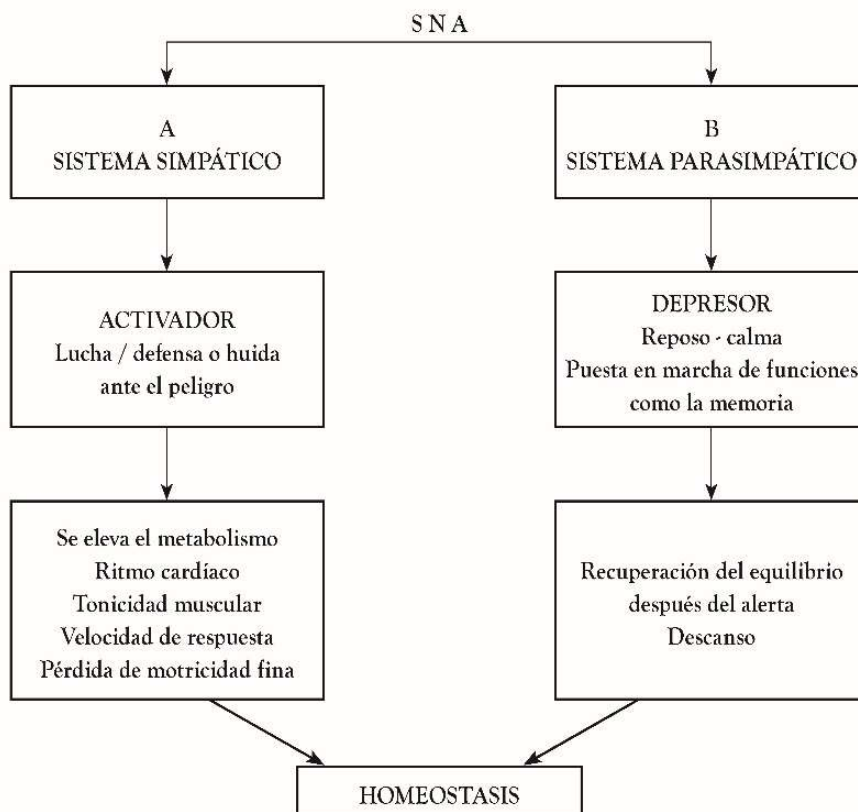 S N A
A
SISTEMA SIMPÁTICO
B
SISTEMA PARASIMPÁTICO
ACTIVADOR
Lucha / defensa o huida
ante el peligro
DEPRESOR
Reposo - calma
Puesta en marcha de funciones
como la memoria
Se eleva el metabolismo
Ritmo cardíaco
Tonicidad muscular
Velocidad de respuesta
Pérdida de motricidad fina
Recuperación del equilibrio
después del alerta
Descanso
HOMEOSTASIS